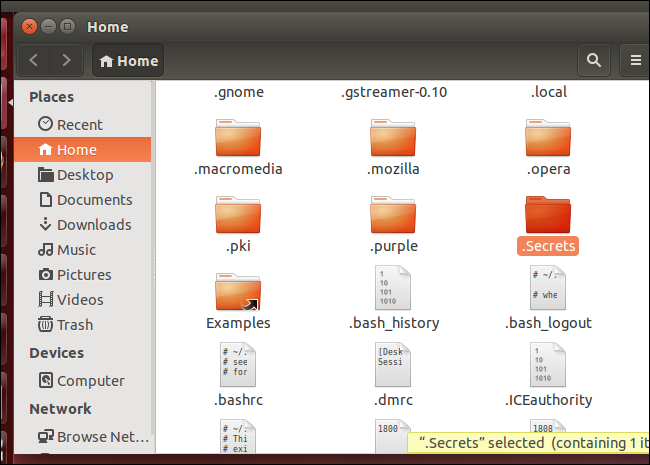 Home
Home
Places
Recent
Home
Desktop
Documents
Downloads
Music
Pictures
Videos
Trash
Devices
Computer
Network
Browse Net...
.gnome
.gstreamer-0.10
.local
.macromedia
.mozilla
.opera
.pki
.purple
.Secrets
Examples
1
10
101
1010
.bash_history
# ~/.
# whe
.bash_logout
# ~/.
# see
# for
.bashrc
[Desk
Sessi
.dmrc
1
10
101
1010
.ICEauthority
# ~/.
# Thi
# exi
1800
1808
".Secrets" selected (containing 1 it